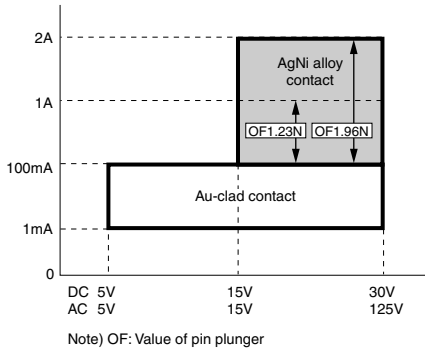 2A
AgNi alloy
contact
1A
OF1.23N OF1.96N
100mA
Au-clad contact
1mA
0
DC 5V 15V 30V
AC 5V 15V 125V
Note) OF: Value of pin plunger